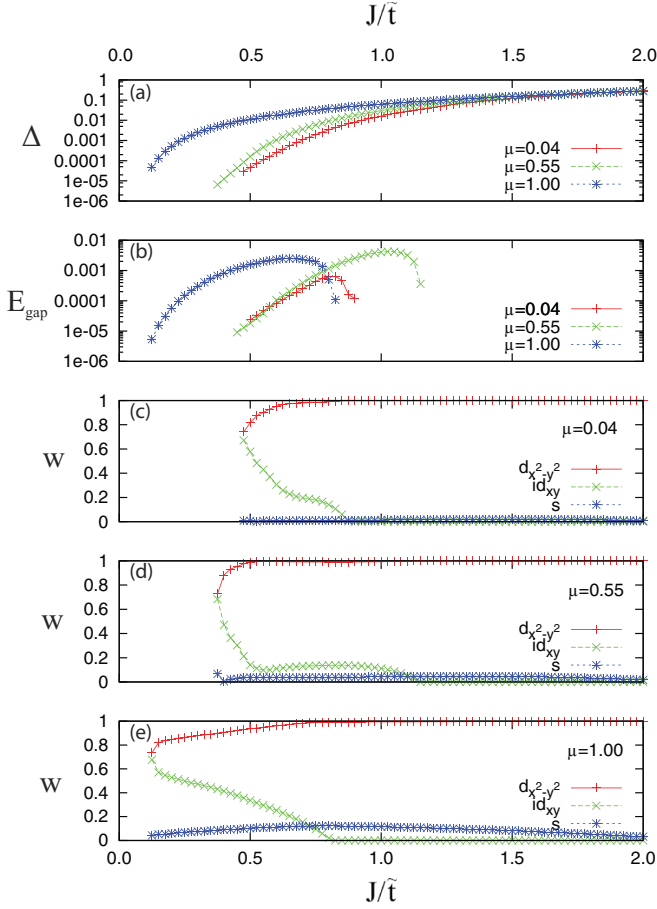 J/t̃
0.0 0.5 1.0 1.5 2.0
(a)
Δ
1
0.1
0.01
0.001
0.0001
1e-05
1e-06
μ=0.04
μ=0.55
μ=1.00
(b)
E_gap
0.01
0.001
0.0001
1e-05
1e-06
μ=0.04
μ=0.55
μ=1.00
(c)
w
1
0.8
0.6
0.4
0.2
0
μ=0.04
d_x²-y²
id_xy
s
(d)
w
1
0.8
0.6
0.4
0.2
0
μ=0.55
d_x²-y²
id_xy
s
(e)
w
1
0.8
0.6
0.4
0.2
0
μ=1.00
d_x²-y²
id_xy
s
0.0 0.5 1.0 1.5 2.0
J/t̃